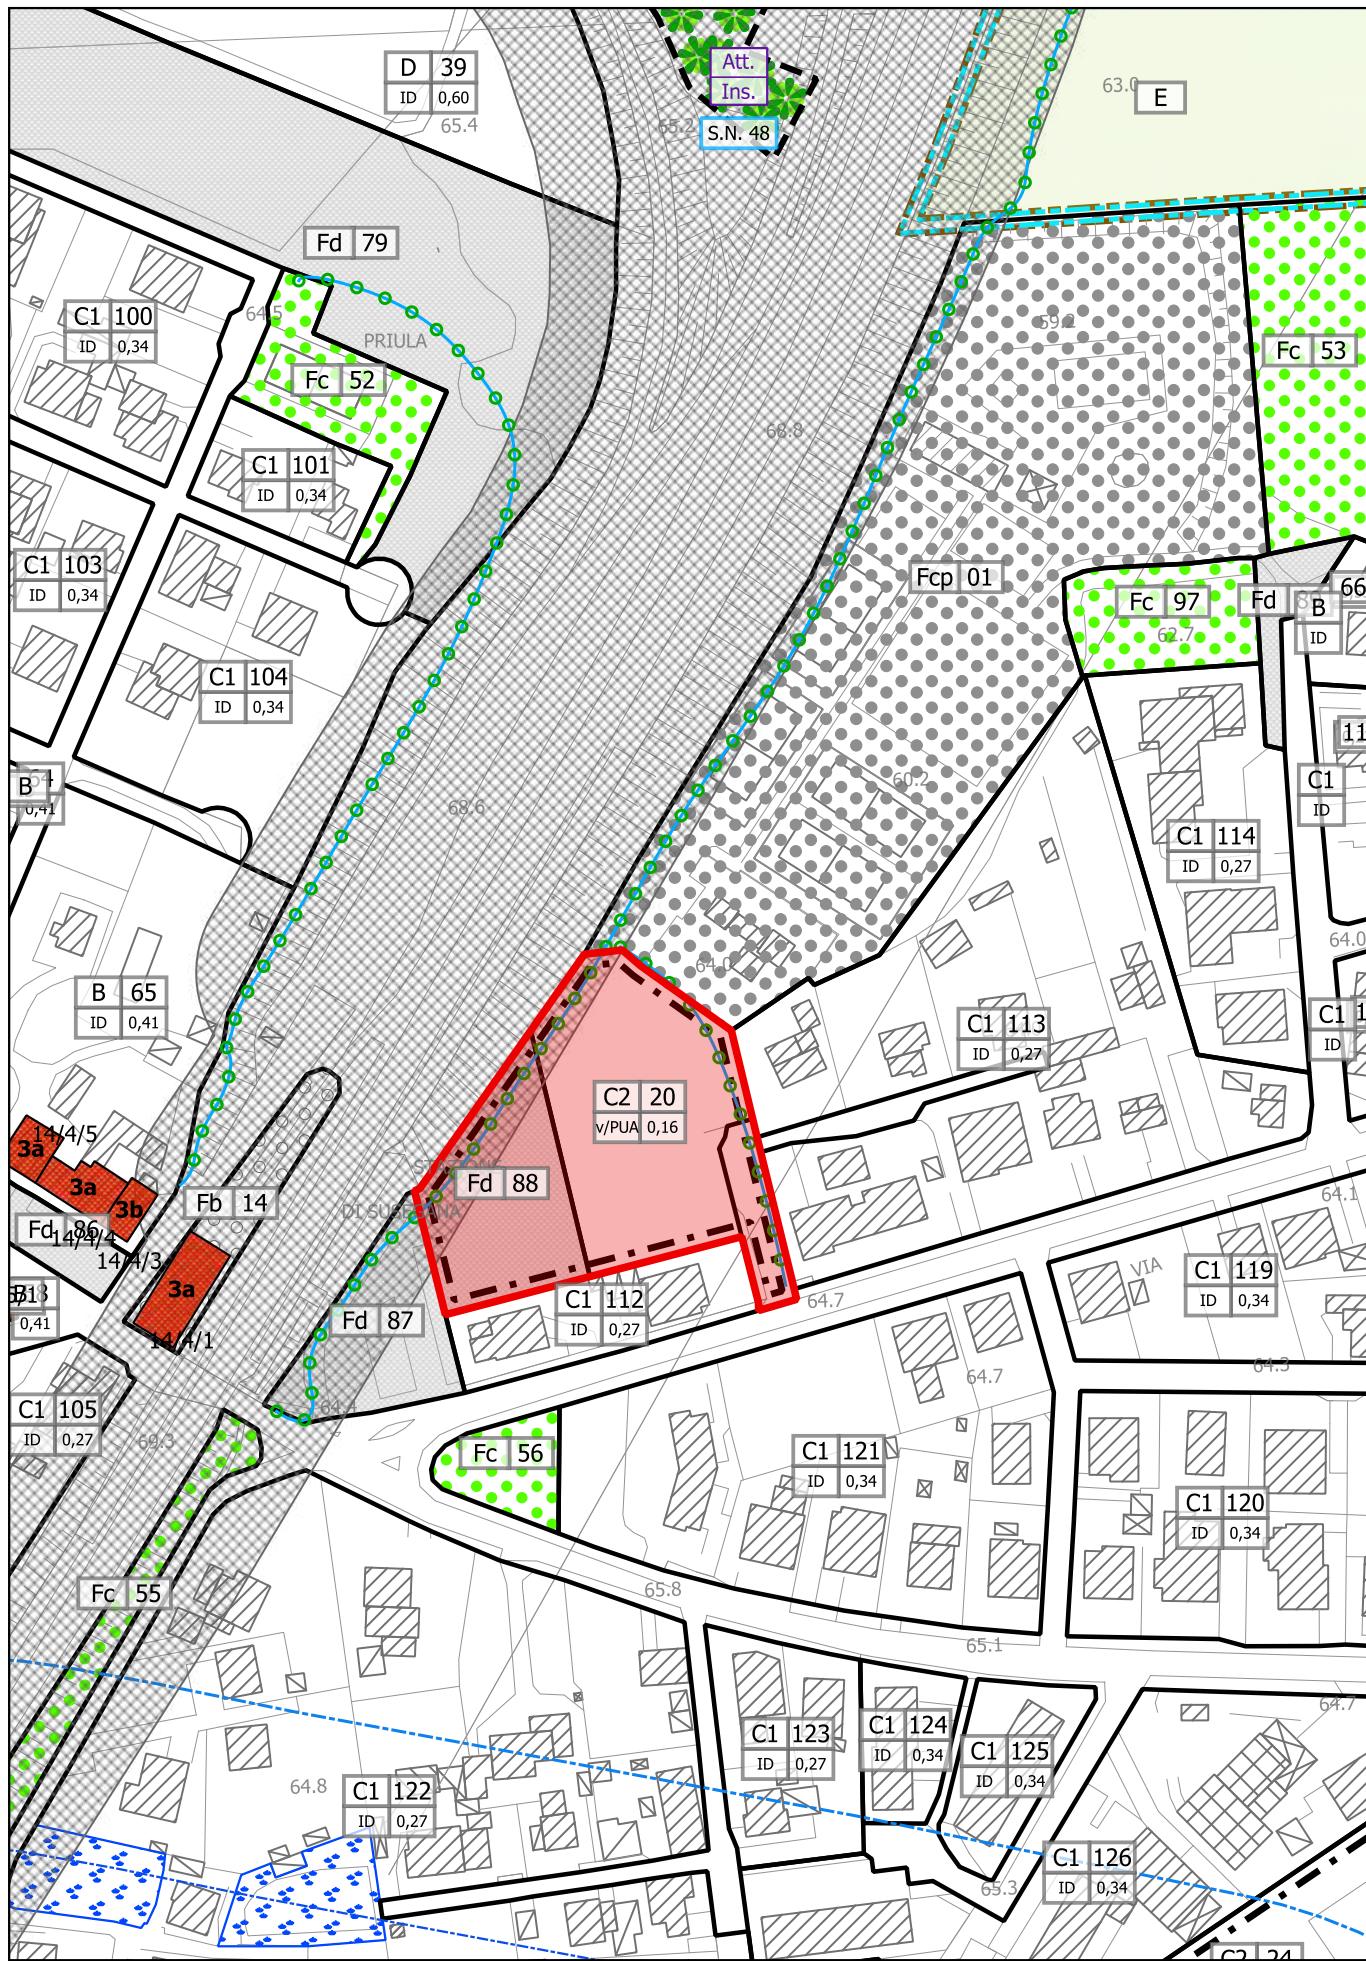 D 39
ID 0,60
65.4
Att.
Ins.
65.2
S.N. 48
63.0
E
Fd 79
C1 100
ID 0,34
64.5
PRIULA
59.2
Fc 52
Fc 53
68.8
C1 101
ID 0,34
C1 103
ID 0,34
Fcp 01
Fc 97
62.7
Fd
66
B
ID
C1 104
ID 0,34
11
B
0,41
60.2
C1
ID
68.6
C1 114
ID 0,27
64.0
64.0
B 65
ID 0,41
C1 113
ID 0,27
C1 1
ID
C2 20
v/PUA 0,16
14/4/5
3a
3a
3b
Fd 88
DI SUSEGANA
Fb 14
Fd 86
14/4/4
14/4/3
64.1
3a
14/4/1
VIA
C1 119
ID 0,34
0,41
64.7
C1 112
ID 0,27
Fd 87
64.3
64.7
C1 105
ID 0,27
64.4
69.3
Fc 56
C1 121
ID 0,34
C1 120
ID 0,34
Fc 55
65.8
65.1
64.7
C1 123
ID 0,27
C1 124
ID 0,34
C1 125
ID 0,34
64.8
C1 122
ID 0,27
C1 126
ID 0,34
65.3
C2 24